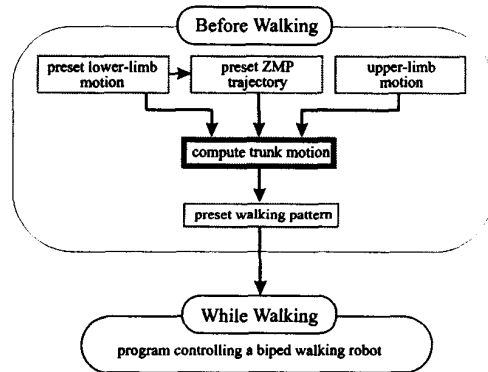 Before Walking
preset lower-limb
motion
preset ZMP
trajectory
upper-limb
motion
compute trunk motion
preset walking pattern
While Walking
program controlling a biped walking robot